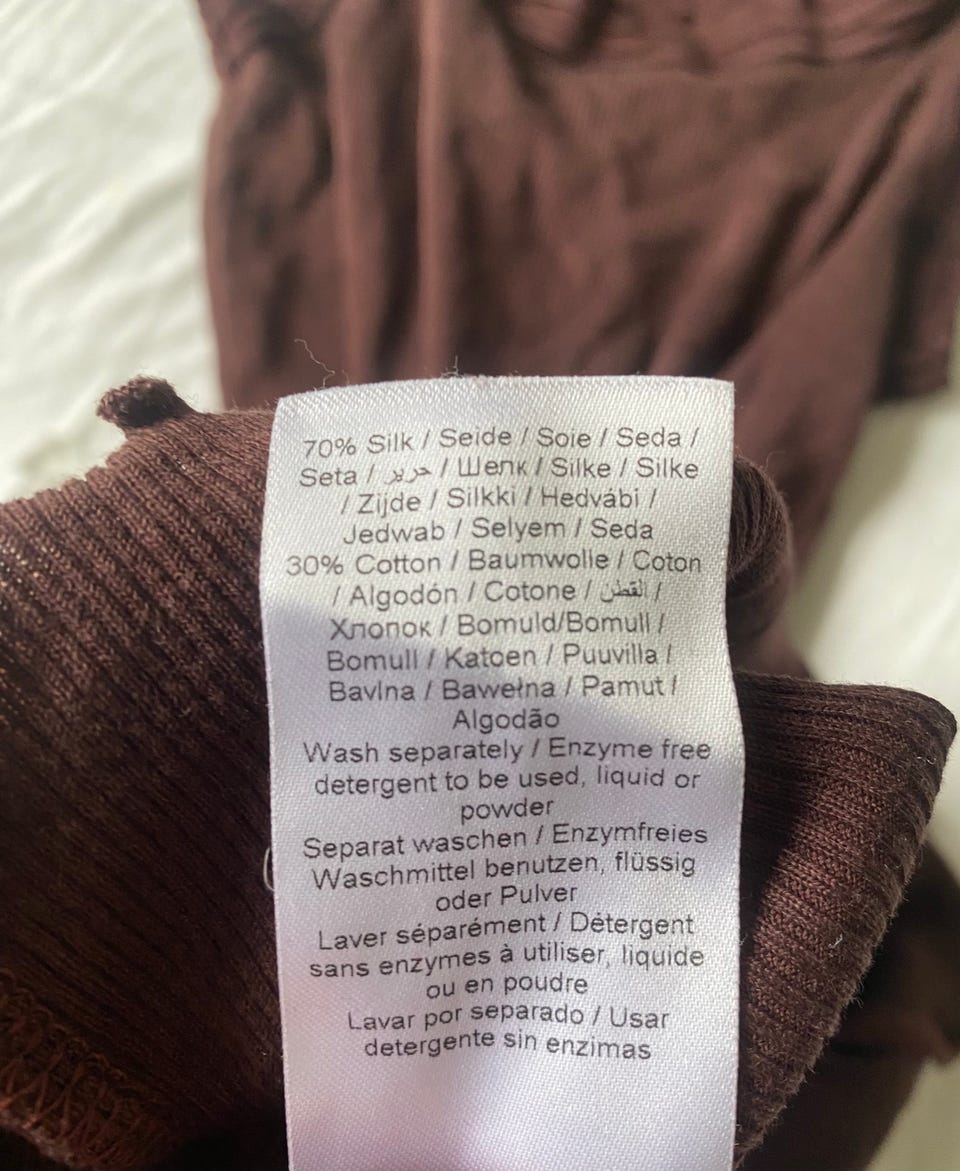 70% Silk / Seide / Soie / Seda /
Seta / حرير / Шелк / Silke / Silke
/ Zijde / Silkki / Hedvábí /
Jedwab / Selyem / Seda
30% Cotton / Baumwolle / Coton
/ Algodón / Cotone / القطن /
Хлопок / Bomuld/Bomull /
Bomull / Katoen / Puuvilla /
Bavlna / Bawełna / Pamut /
Algodão
Wash separately / Enzyme free
detergent to be used, liquid or
powder
Separat waschen / Enzymfreies
Waschmittel benutzen, flüssig
oder Pulver
Laver séparément / Détergent
sans enzymes à utiliser, liquide
ou en poudre
Lavar por separado / Usar
detergente sin enzimas